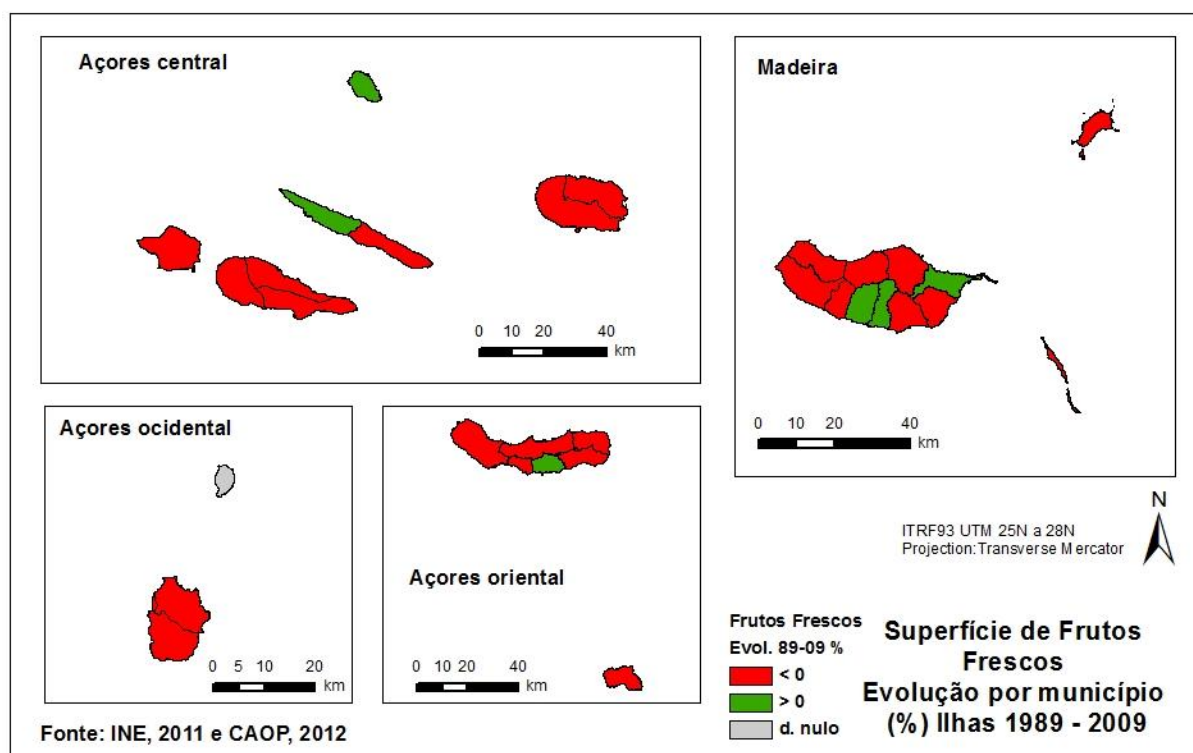 Açores central
0 10 20 40
km
Madeira
0 10 20 40
km
Açores ocidental
0 5 10 20
km
Açores oriental
0 10 20 40
km
N
ITRF93 UTM 25N a 28N
Projection:Transverse Mercator
Frutos Frescos
Evol. 89-09 %
< 0
> 0
d. nulo
Superfície de Frutos
Frescos
Evolução por município
(%) Ilhas 1989 - 2009
Fonte: INE, 2011 e CAOP, 2012